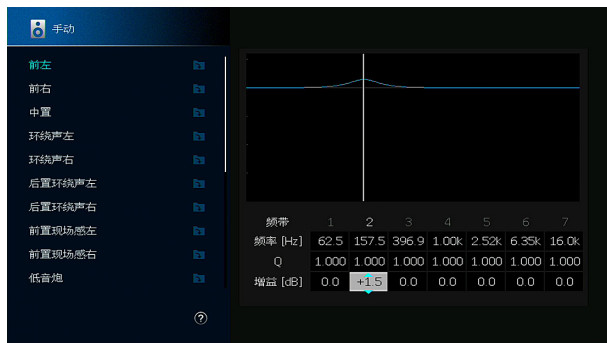 手动
前左
前右
中置
环绕声左
环绕声右
后置环绕声左
后置环绕声右
前置现场感左
前置现场感右
低音炮
?
频带 1 2 3 4 5 6 7
频率 [Hz] 62.5 157.5 396.9 1.00k 2.52k 6.35k 16.0k
Q 1.000 1.000 1.000 1.000 1.000 1.000 1.000
增益 [dB] 0.0 +1.5 0.0 0.0 0.0 0.0 0.0